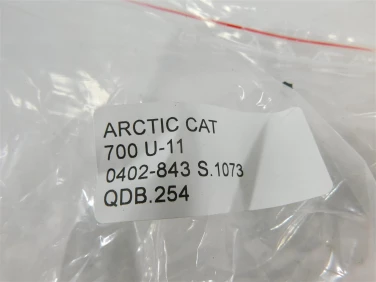 ARCTIC CAT
700 U-11
0402-843 S.1073
QDB.254